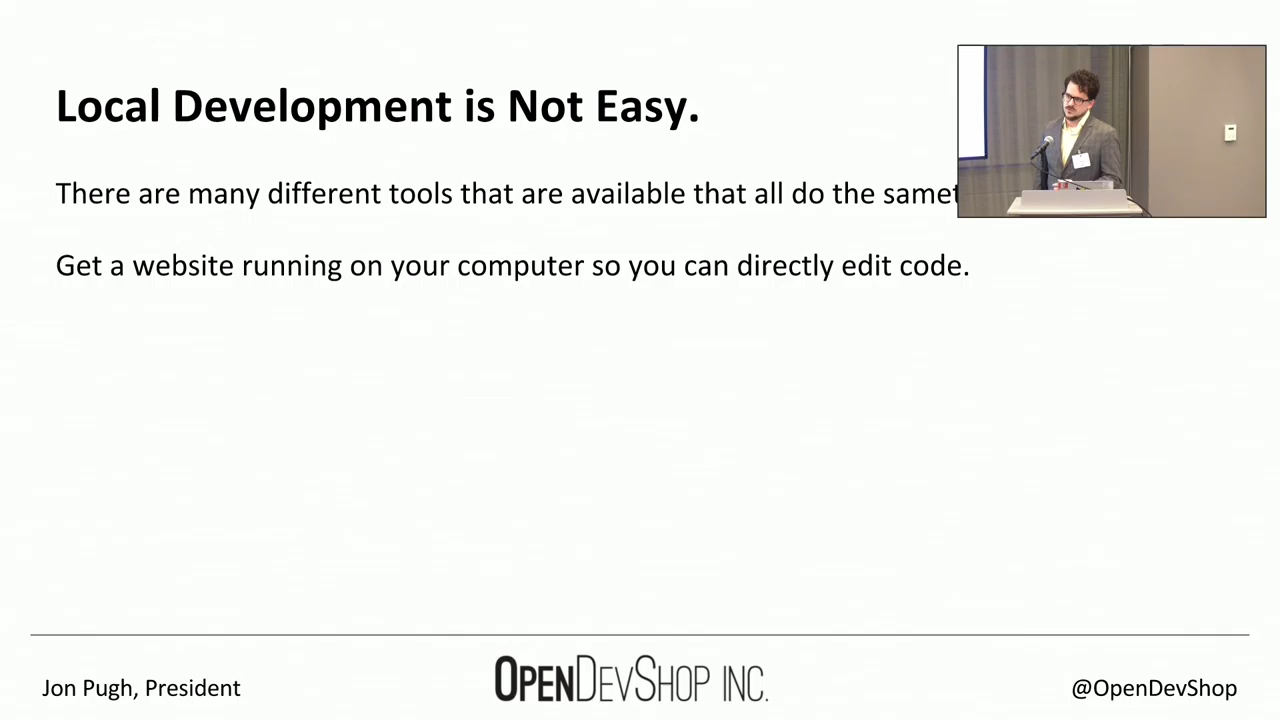 Local Development is Not Easy.
There are many different tools that are available that all do the same
Get a website running on your computer so you can directly edit code.
Jon Pugh, President
OPENDEVSHOP INC.
@OpenDevShop